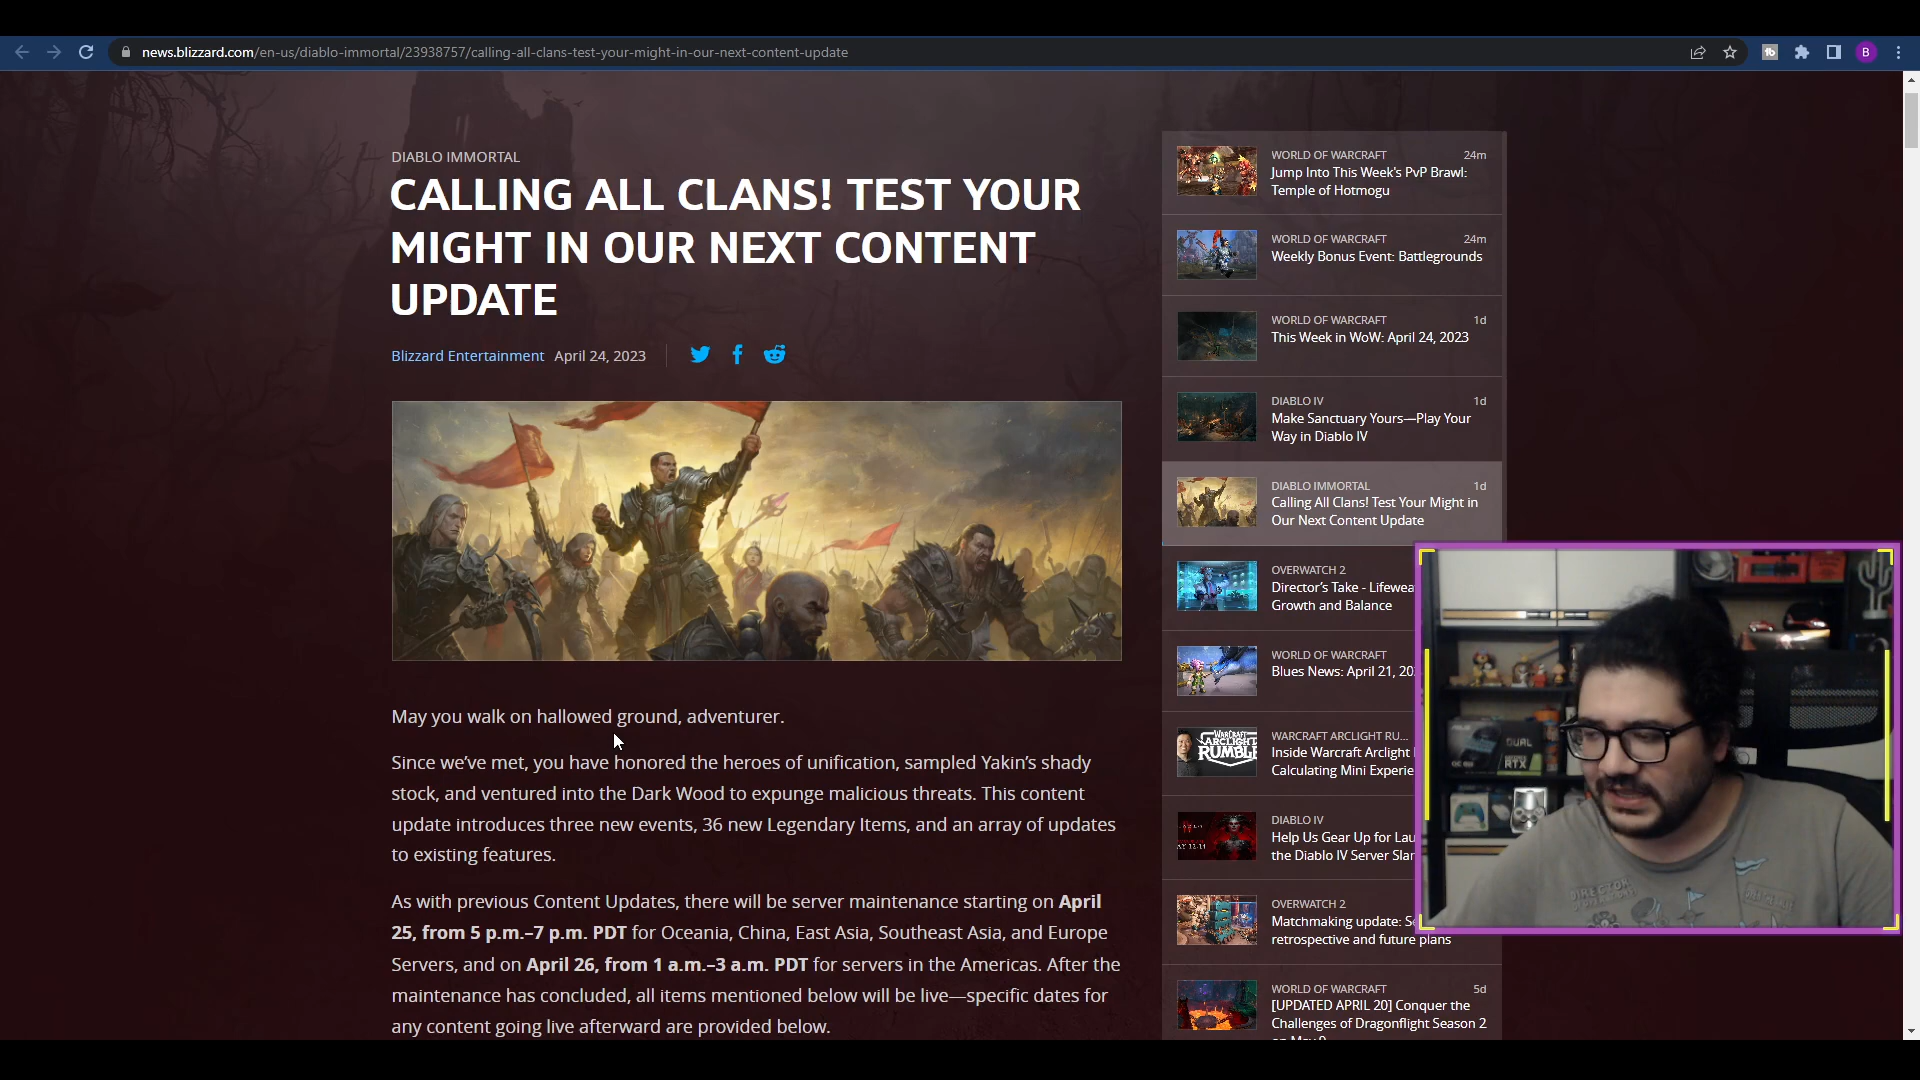 news.blizzard.com/en-us/diablo-immortal/23938757/calling-all-clans-test-your-might-in-our-next-content-update
B
DIABLO IMMORTAL
CALLING ALL CLANS! TEST YOUR
MIGHT IN OUR NEXT CONTENT
UPDATE
Blizzard Entertainment April 24, 2023
May you walk on hallowed ground, adventurer.
Since we've met, you have honored the heroes of unification, sampled Yakin's shady
stock, and ventured into the Dark Wood to expunge malicious threats. This content
update introduces three new events, 36 new Legendary Items, and an array of updates
to existing features.
As with previous Content Updates, there will be server maintenance starting on April
25, from 5 p.m.–7 p.m. PDT for Oceania, China, East Asia, Southeast Asia, and Europe
Servers, and on April 26, from 1 a.m.–3 a.m. PDT for servers in the Americas. After the
maintenance has concluded, all items mentioned below will be live—specific dates for
any content going live afterward are provided below.
WORLD OF WARCRAFT 24m
Jump Into This Week's PvP Brawl:
Temple of Hotmogu
WORLD OF WARCRAFT 24m
Weekly Bonus Event: Battlegrounds
WORLD OF WARCRAFT 1d
This Week in WoW: April 24, 2023
DIABLO IV 1d
Make Sanctuary Yours—Play Your
Way in Diablo IV
DIABLO IMMORTAL 1d
Calling All Clans! Test Your Might in
Our Next Content Update
OVERWATCH 2
Director's Take - Lifewea
Growth and Balance
WORLD OF WARCRAFT
Blues News: April 21, 20
WARCRAFT
ARCLIGHT
RUMBLE
WARCRAFT ARCLIGHT RU...
Inside Warcraft Arclight
Calculating Mini Experie
DIABLO IV
Help Us Gear Up for Lau
the Diablo IV Server Slar
OVERWATCH 2
Matchmaking update: Se
retrospective and future plans
WORLD OF WARCRAFT 5d
[UPDATED APRIL 20] Conquer the
Challenges of Dragonflight Season 2
DUAL
RTX
DIRECTOR